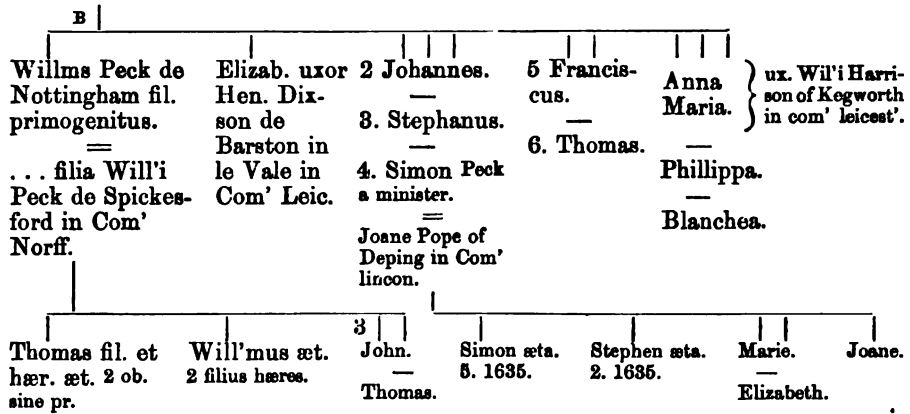 B
Willms Peck de
Nottingham fil.
primogenitus.
=
. . . filia Will'i
Peck de Spickes-
ford in Com'
Norff.
Elizab. uxor
Hen. Dix-
son de
Barston in
le Vale in
Com' Leic.
2 Johannes.
—
3. Stephanus.
—
4. Simon Peck
a minister.
=
Joane Pope of
Deping in Com'
lincon.
5 Francis-
cus.
—
6. Thomas.
Anna
Maria.
ux. Wil'i Harri-
son of Kegworth
in com' leicest'.
—
Phillippa.
—
Blanchea.
Thomas fil. et
hær. æt. 2 ob.
sine pr.
Will'mus æt.
2 filius hæres.
3
John.
—
Thomas.
Simon æta.
5. 1635.
Stephen æta.
2. 1635.
Marie.
—
Elizabeth.
Joane.